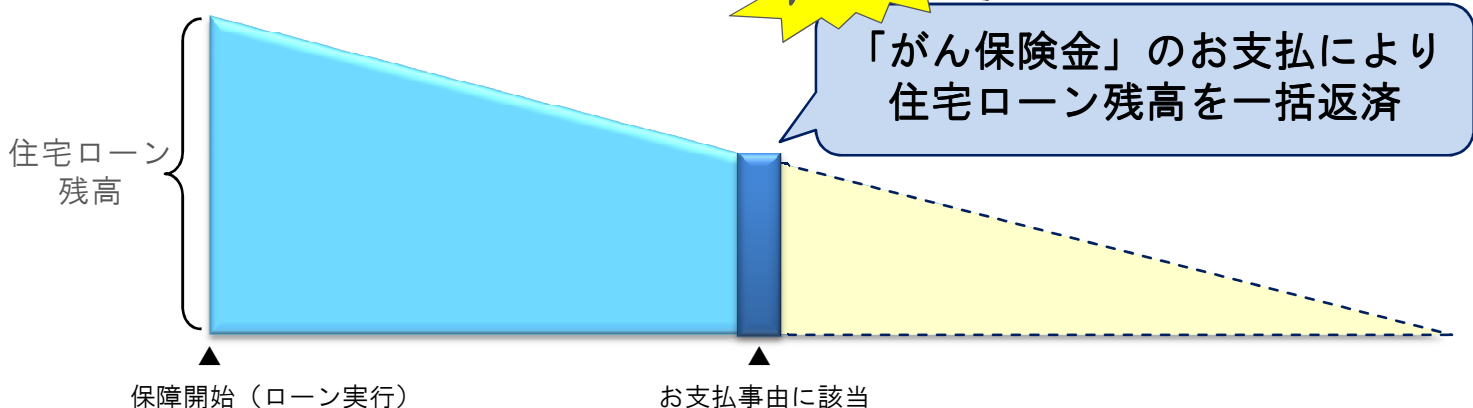 「がん保険金」のお支払により
住宅ローン残高を一括返済
住宅ローン
残高
▲
▲
保障開始（ローン実行）
お支払事由に該当